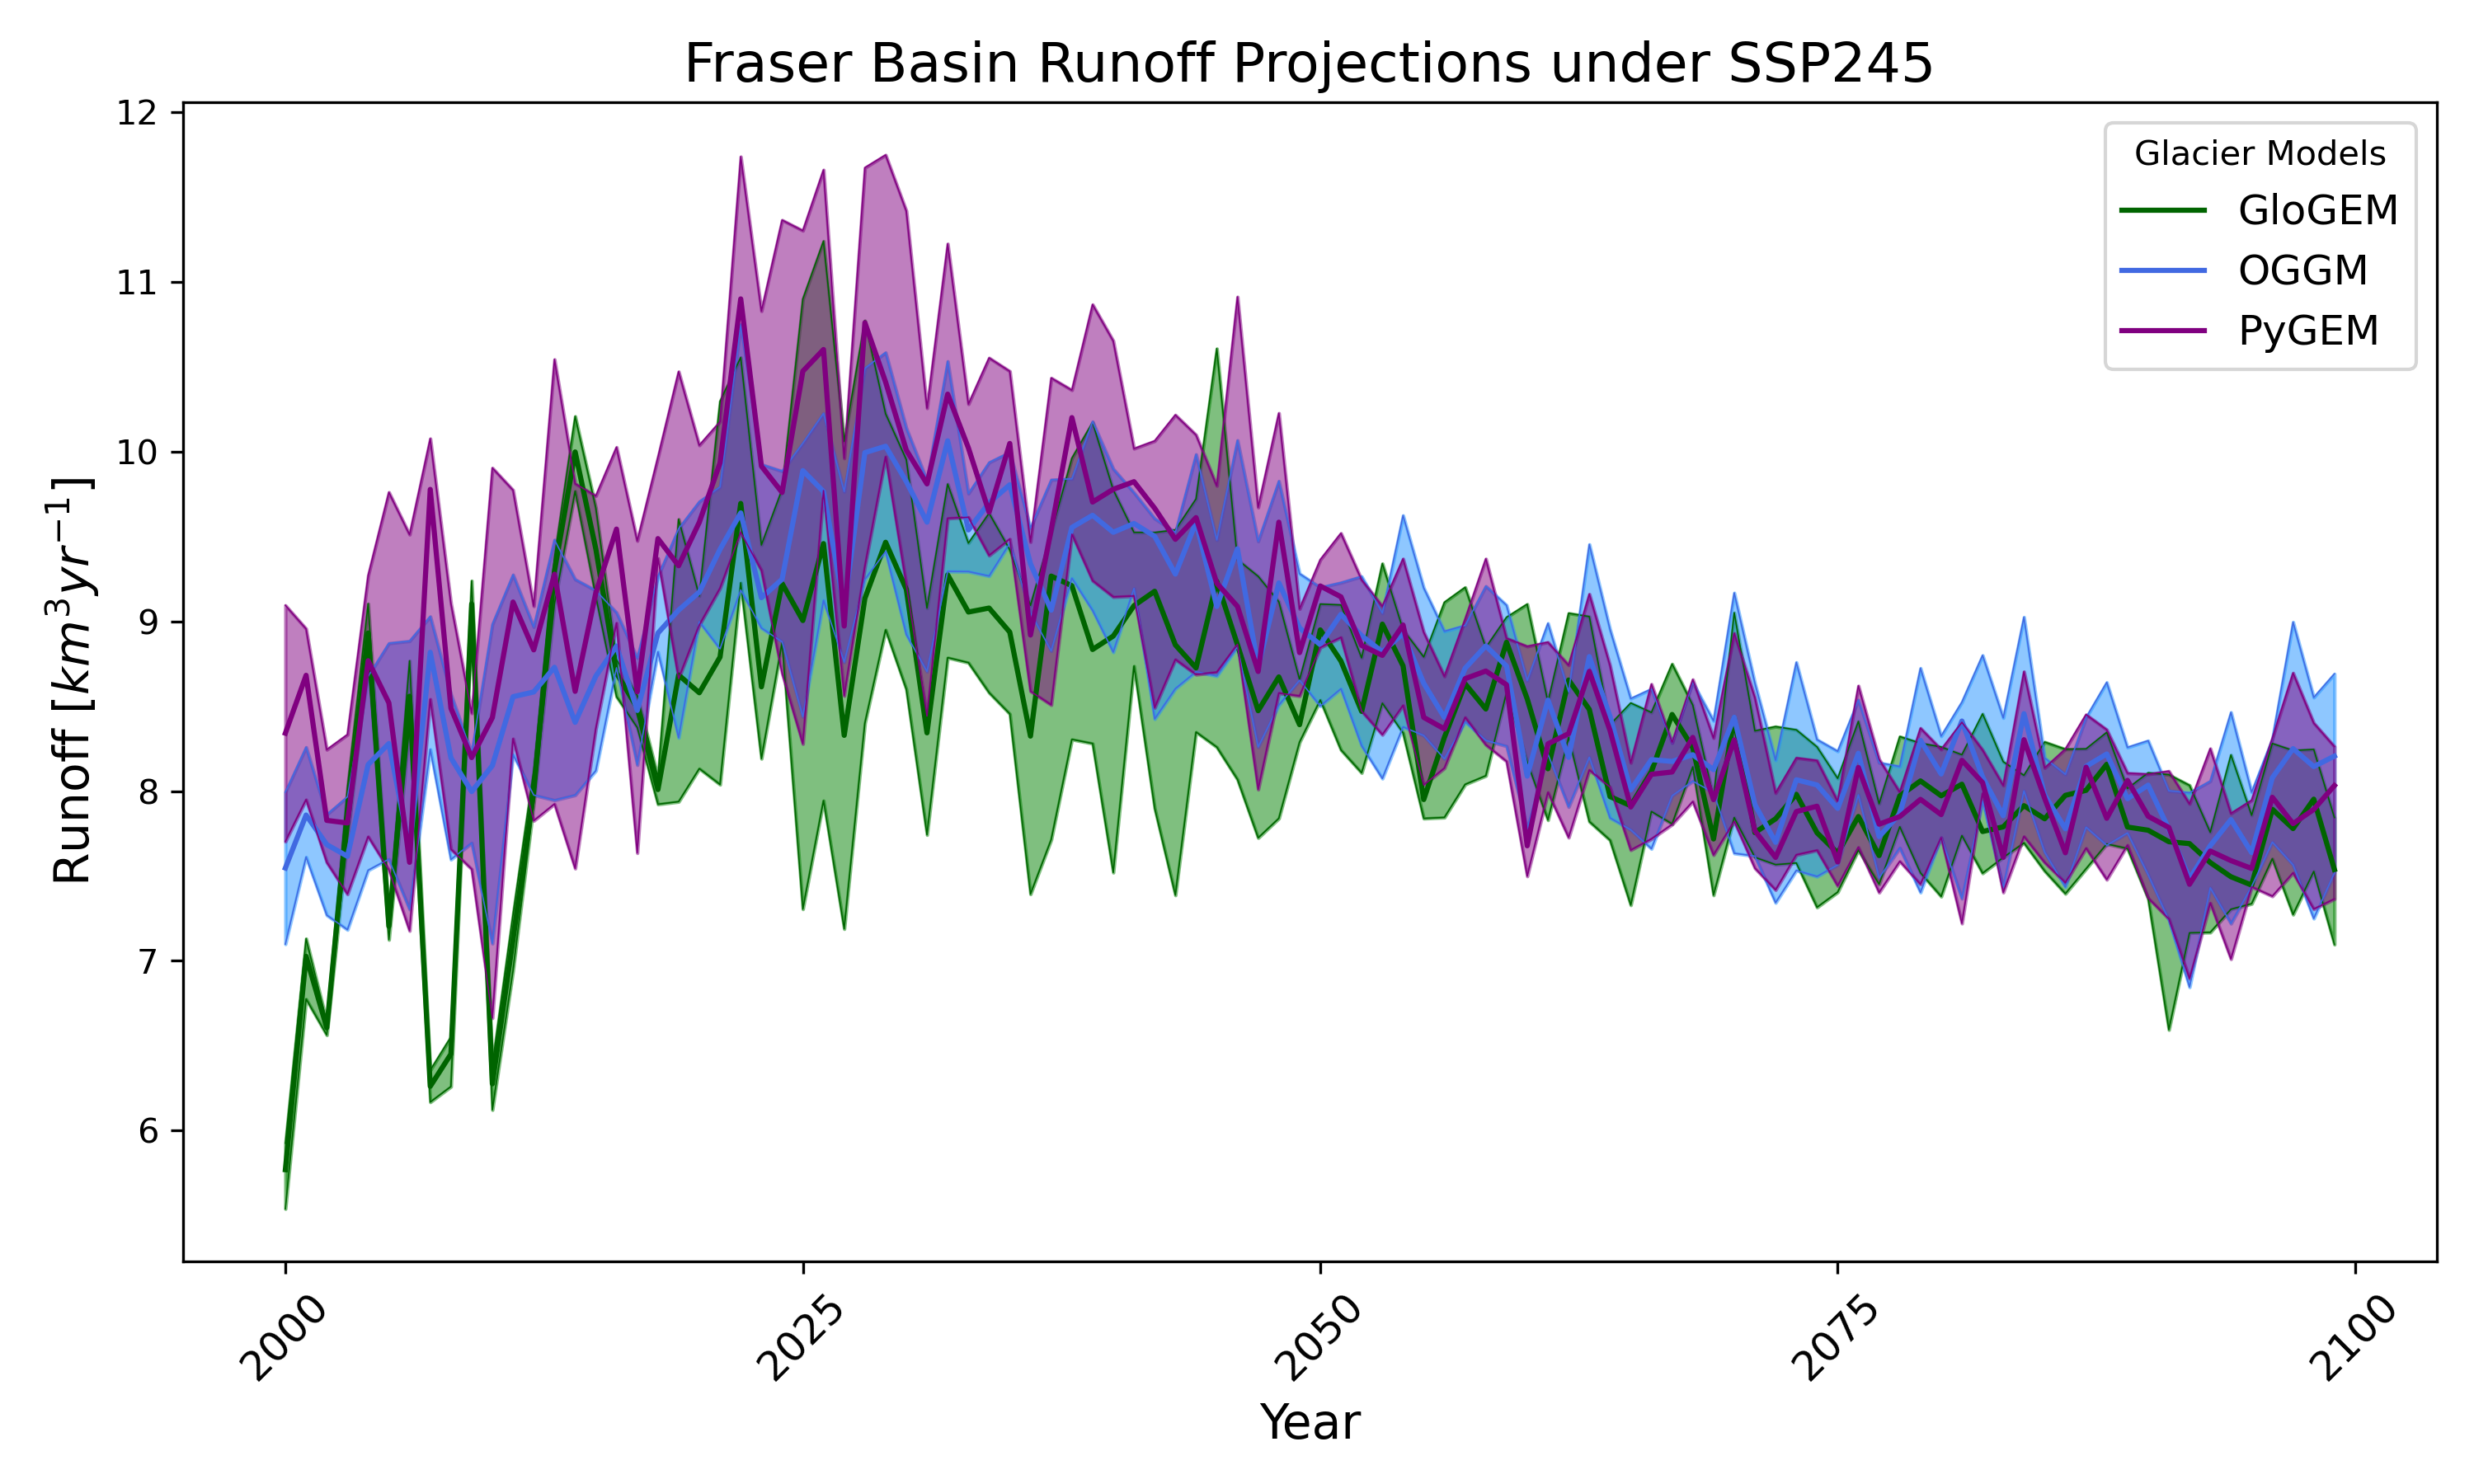 Fraser Basin Runoff Projections under SSP245
Glacier Models
GloGEM
OGGM
PyGEM
12
11
10
9
8
7
6
Runoff [km³yr⁻¹]
2000
2025
2050
2075
2100
Year